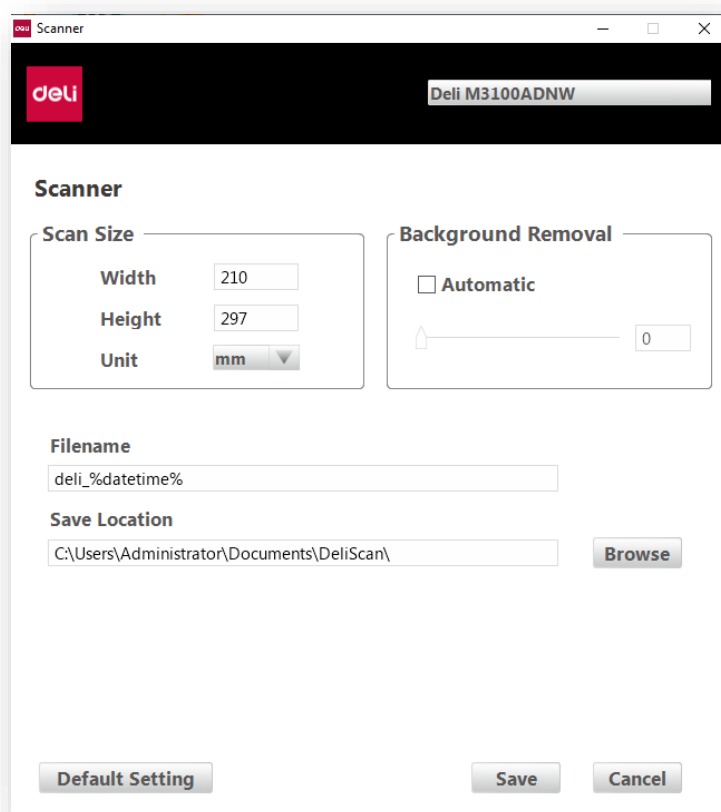 deli Scanner
deli
Deli M3100ADNW
Scanner
Scan Size
Width 210
Height 297
Unit mm
Background Removal
Automatic
0
Filename
deli_%datetime%
Save Location
C:\Users\Administrator\Documents\DeliScan\
Browse
Default Setting Save Cancel